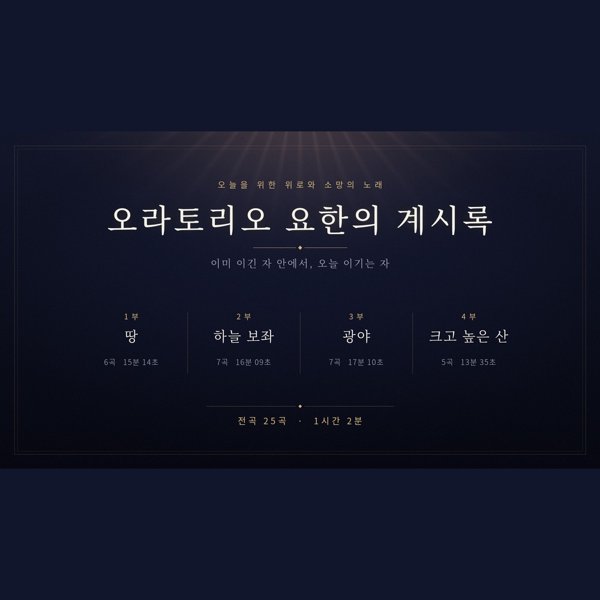 오늘을 위한 위로와 소망의 노래
오라토리오 요한의 계시록
이미 이긴 자 안에서, 오늘 이기는 자
1부
땅
6곡 15분 14초
2부
하늘 보좌
7곡 16분 09초
3부
광야
7곡 17분 10초
4부
크고 높은 산
5곡 13분 35초
전곡 25곡 · 1시간 2분